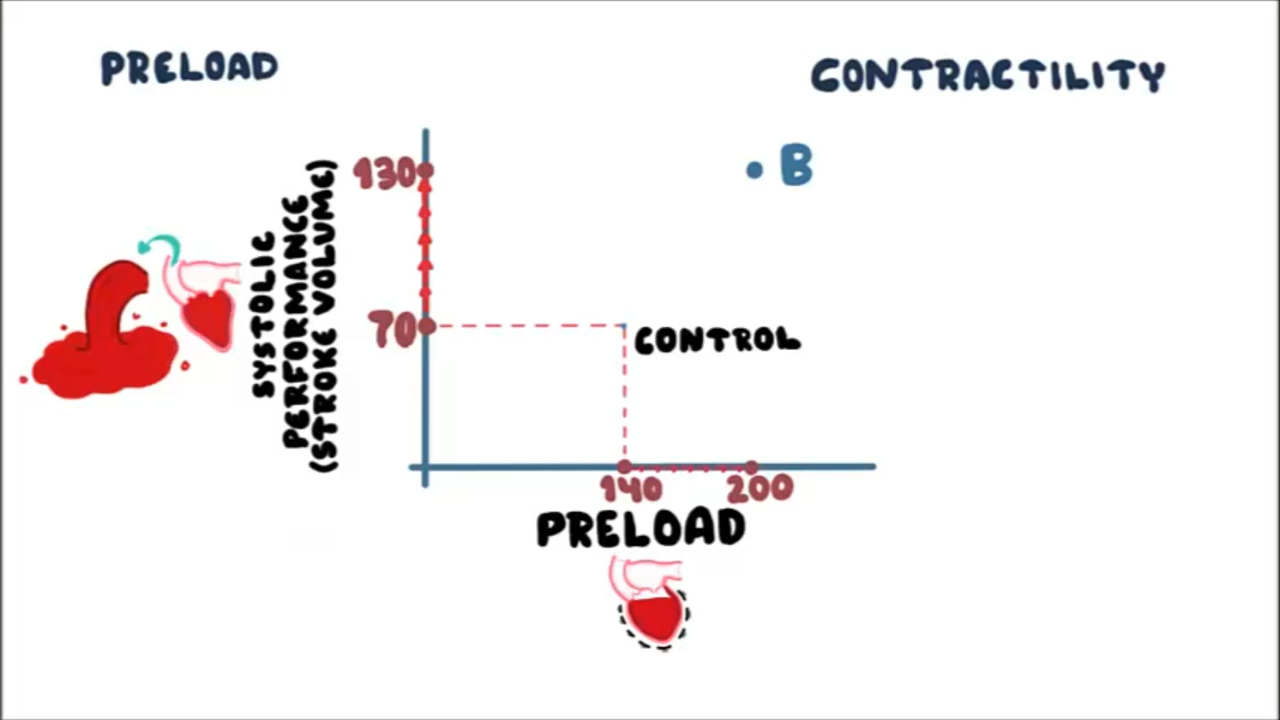 PRELOAD
CONTRACTILITY
SYSTOLIC
PERFORMANCE
(STROKE VOLUME)
130
B
70
CONTROL
140
200
PRELOAD